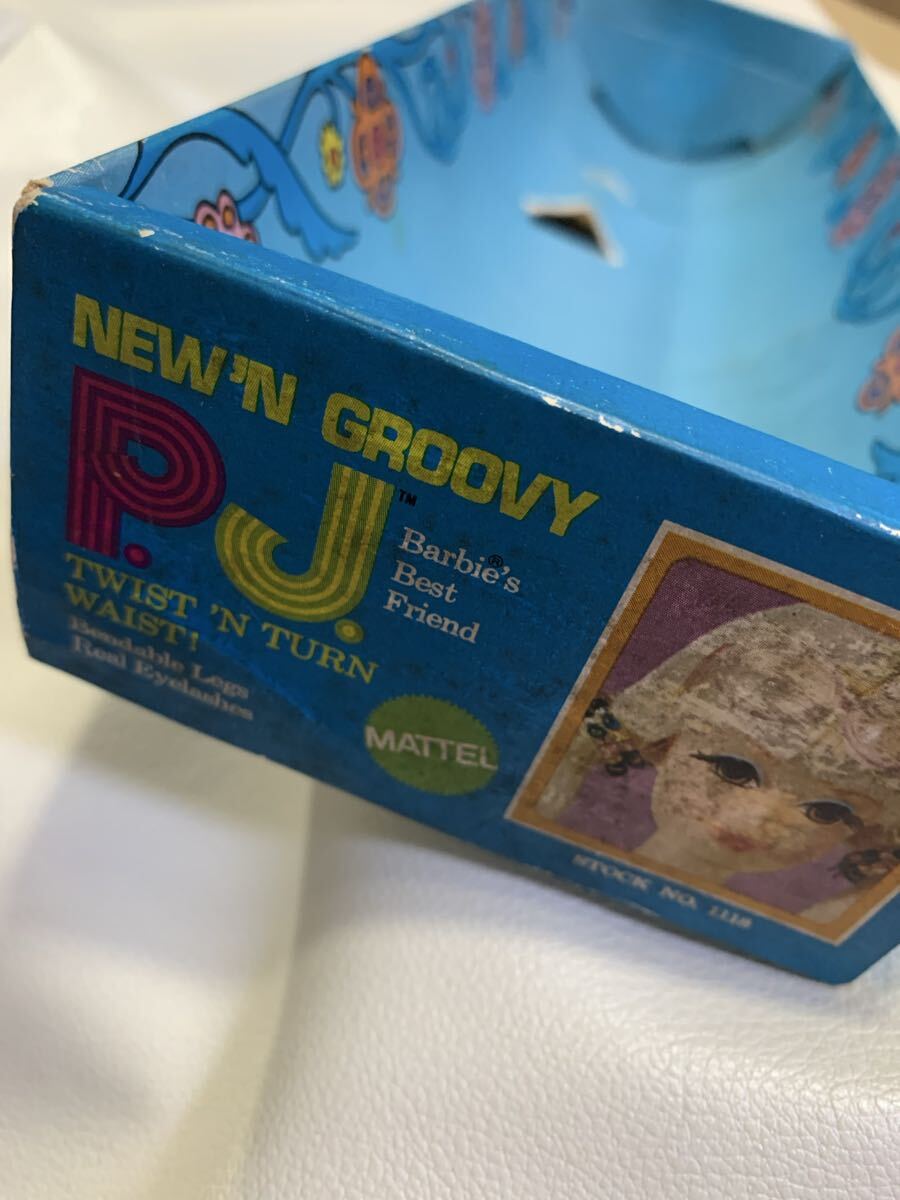 NEW 'N GROOVY
P.J.™
Barbie's®
Best
Friend
TWIST 'N TURN
WAIST!
Bendable Legs
Real Eyelashes
MATTEL
STOCK NO. 1118